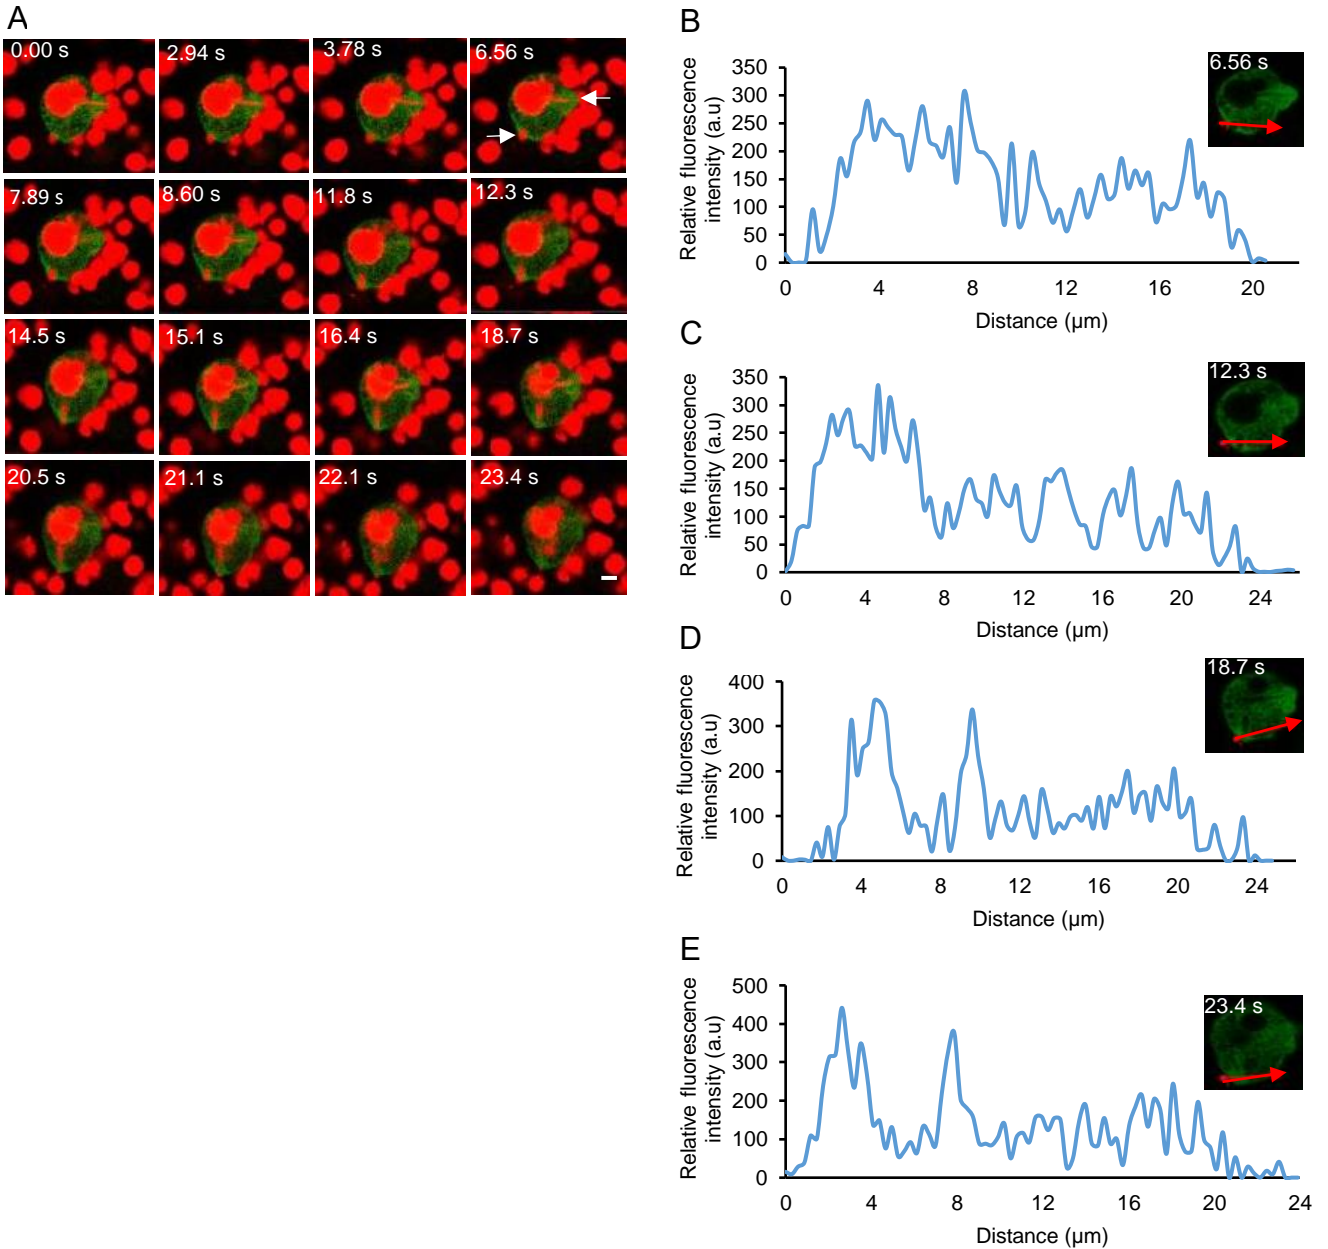 A
0.00 s
2.94 s
3.78 s
6.56 s
7.89 s
8.60 s
11.8 s
12.3 s
14.5 s
15.1 s
16.4 s
18.7 s
20.5 s
21.1 s
22.1 s
23.4 s
B
Relative fluorescence
intensity (a.u)
350
300
250
200
150
100
50
0
0 4 8 12 16 20
Distance (µm)
6.56 s
C
Relative fluorescence
intensity (a.u)
350
300
250
200
150
100
50
0
0 4 8 12 16 20 24
Distance (µm)
12.3 s
D
Relative fluorescence
intensity (a.u)
400
300
200
100
0
0 4 8 12 16 20 24
Distance (µm)
18.7 s
E
Relative fluorescence
intensity (a.u)
500
400
300
200
100
0
0 4 8 12 16 20 24
Distance (µm)
23.4 s